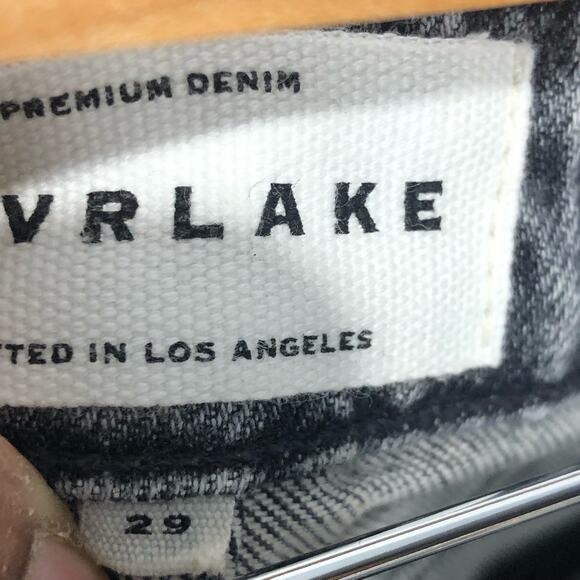 PREMIUM DENIM
VRLAKE
TED IN LOS ANGELES
29